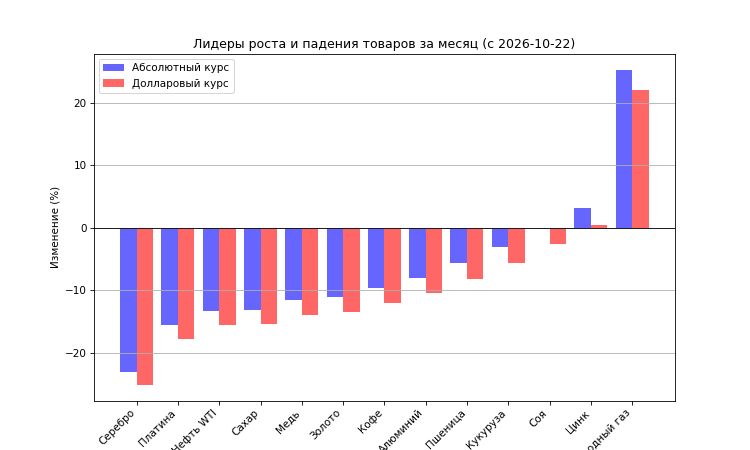 Лидеры роста и падения товаров за месяц (с 2026-10-22)
Абсолютный курс
Долларовый курс
Изменение (%)
20
10
0
−10
−20
Серебро
Платина
Нефть WTI
Сахар
Медь
Золото
Кофе
Алюминий
Пшеница
Кукуруза
Соя
Цинк
газ